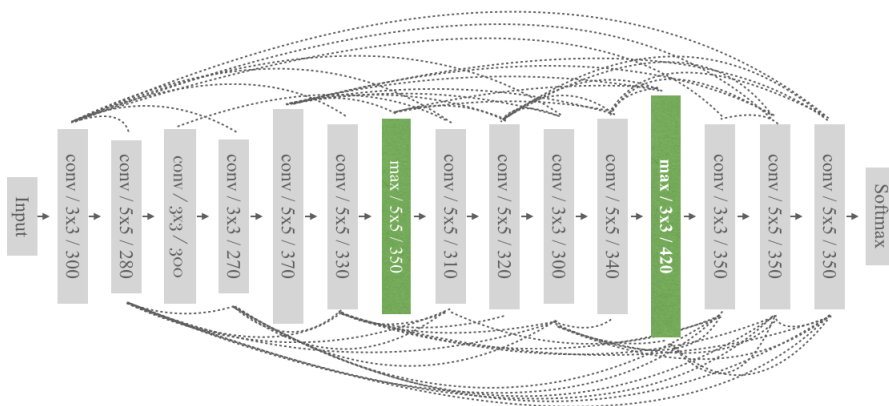 Input
conv / 3x3 / 300
conv / 5x5 / 280
conv / 3x3 / 300
conv / 3x3 / 270
conv / 5x5 / 370
conv / 5x5 / 330
max / 5x5 / 350
conv / 5x5 / 310
conv / 5x5 / 320
conv / 3x3 / 300
conv / 5x5 / 340
max / 3x3 / 420
conv / 3x3 / 350
conv / 5x5 / 350
conv / 5x5 / 350
Softmax